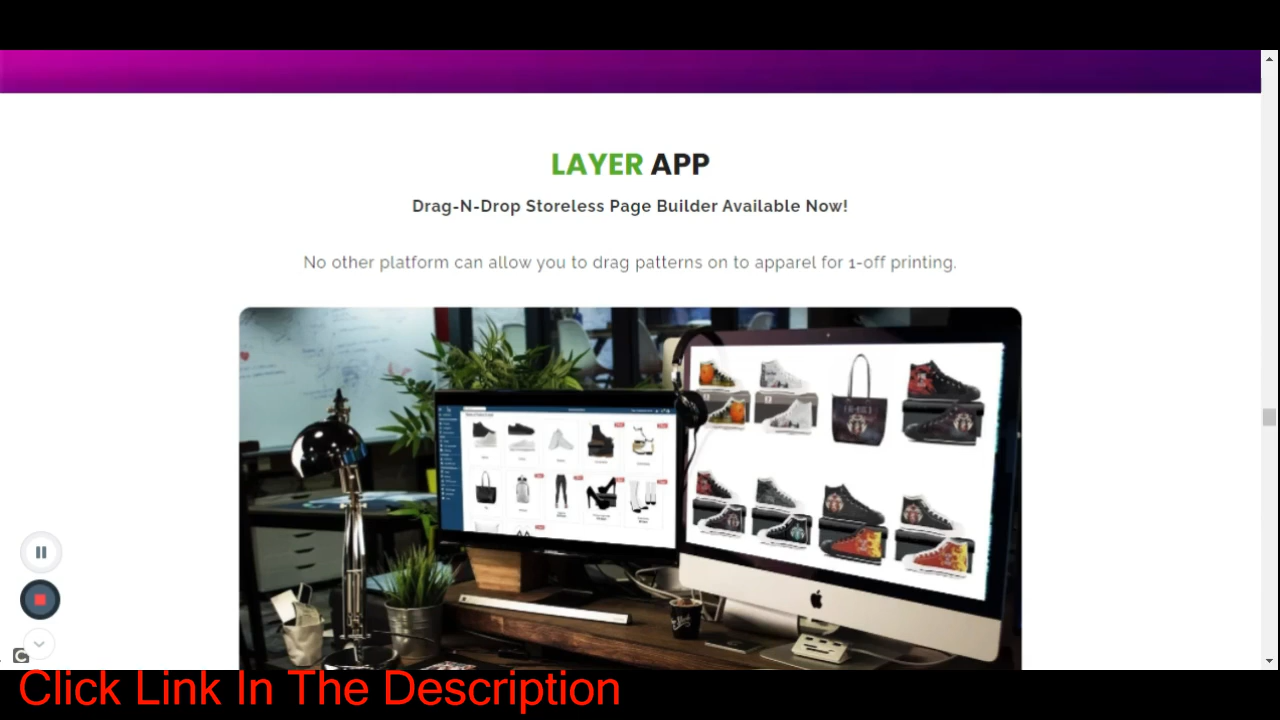 LAYER APP
Drag-N-Drop Storeless Page Builder Available Now!
No other platform can allow you to drag patterns on to apparel for 1-off printing.
Click Link In The Description